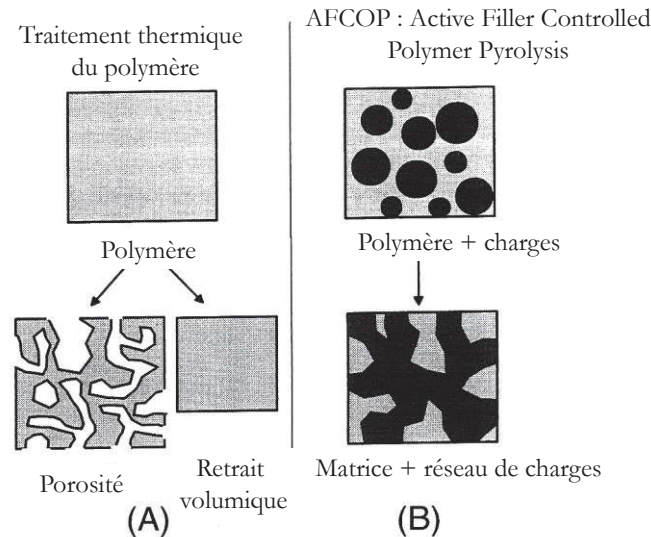 Traitement thermique
du polymère
Polymère
Porosité
Retrait
volumique
(A)
AFCOP : Active Filler Controlled
Polymer Pyrolysis
Polymère + charges
Matrice + réseau de charges
(B)